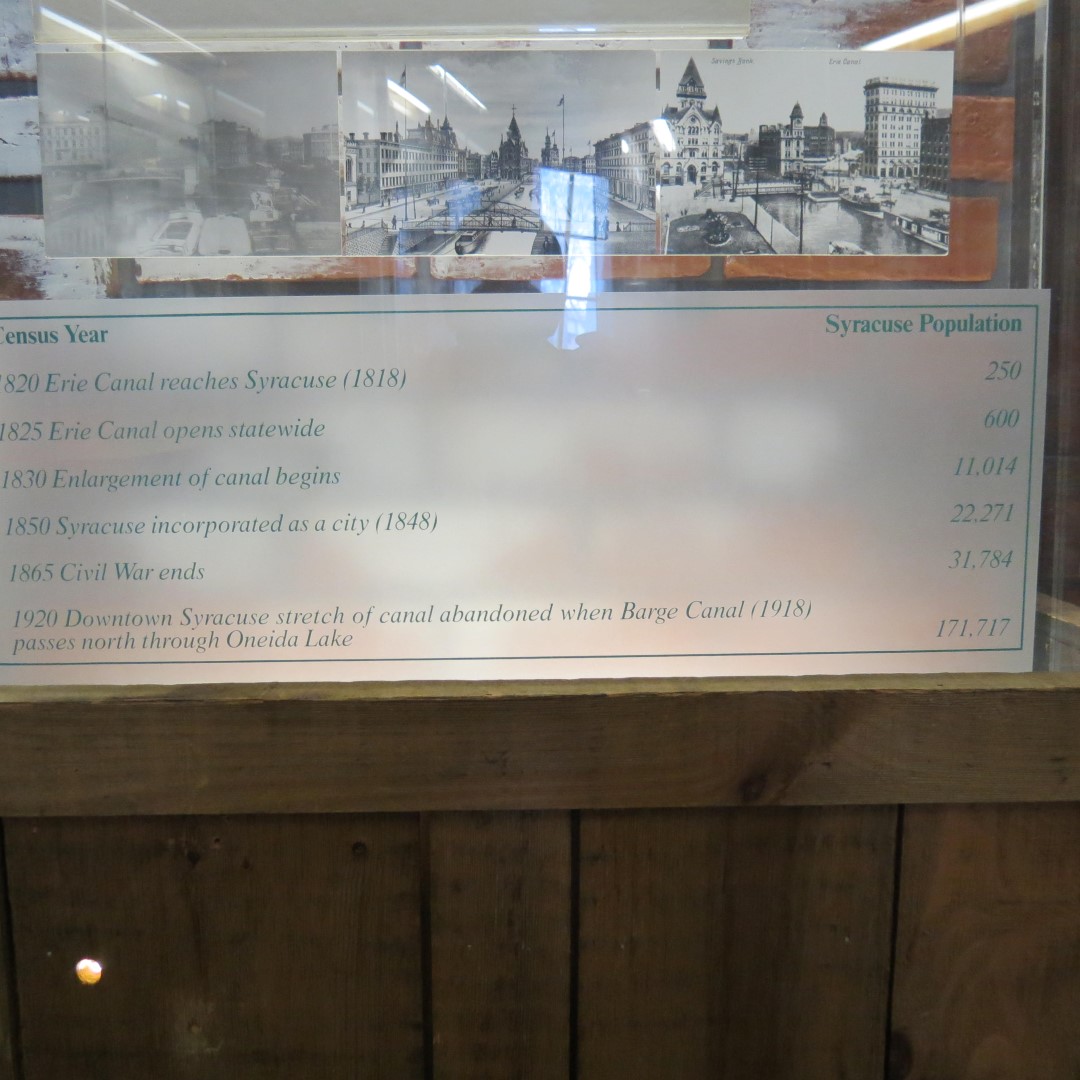 Savings Bank Erie Canal
Census Year Syracuse Population
1820 Erie Canal reaches Syracuse (1818) 250
1825 Erie Canal opens statewide 600
1830 Enlargement of canal begins 11,014
1850 Syracuse incorporated as a city (1848) 22,271
1865 Civil War ends 31,784
1920 Downtown Syracuse stretch of canal abandoned when Barge Canal (1918)
passes north through Oneida Lake 171,717